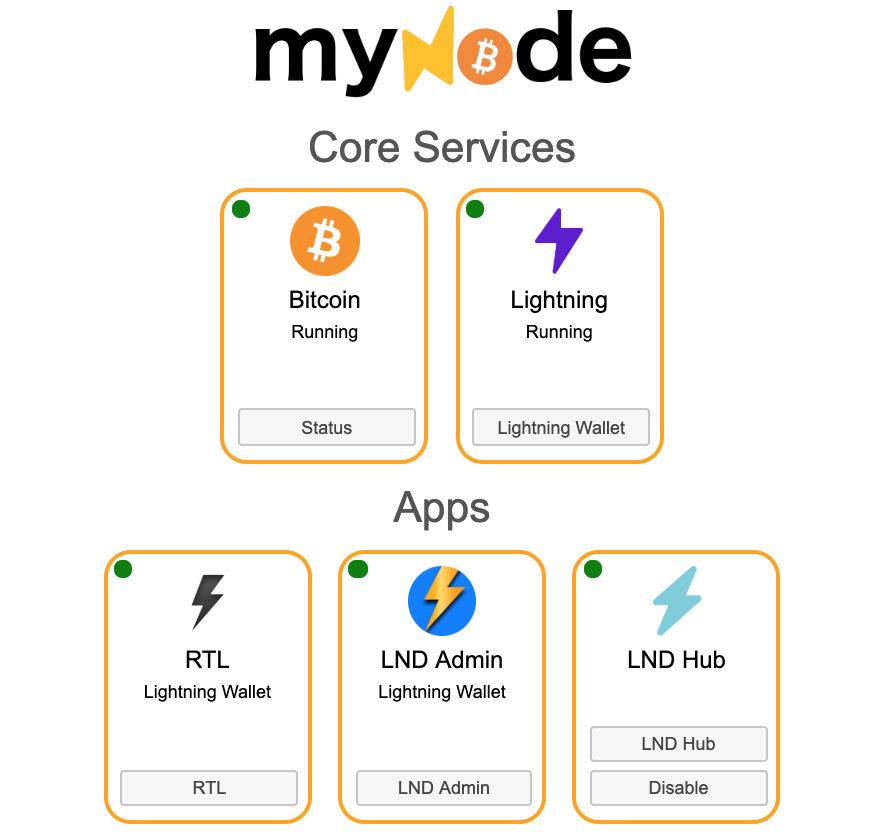 myNode
Core Services
Bitcoin
Running
Status
Lightning
Running
Lightning Wallet
Apps
RTL
Lightning Wallet
RTL
LND Admin
Lightning Wallet
LND Admin
LND Hub
LND Hub
Disable